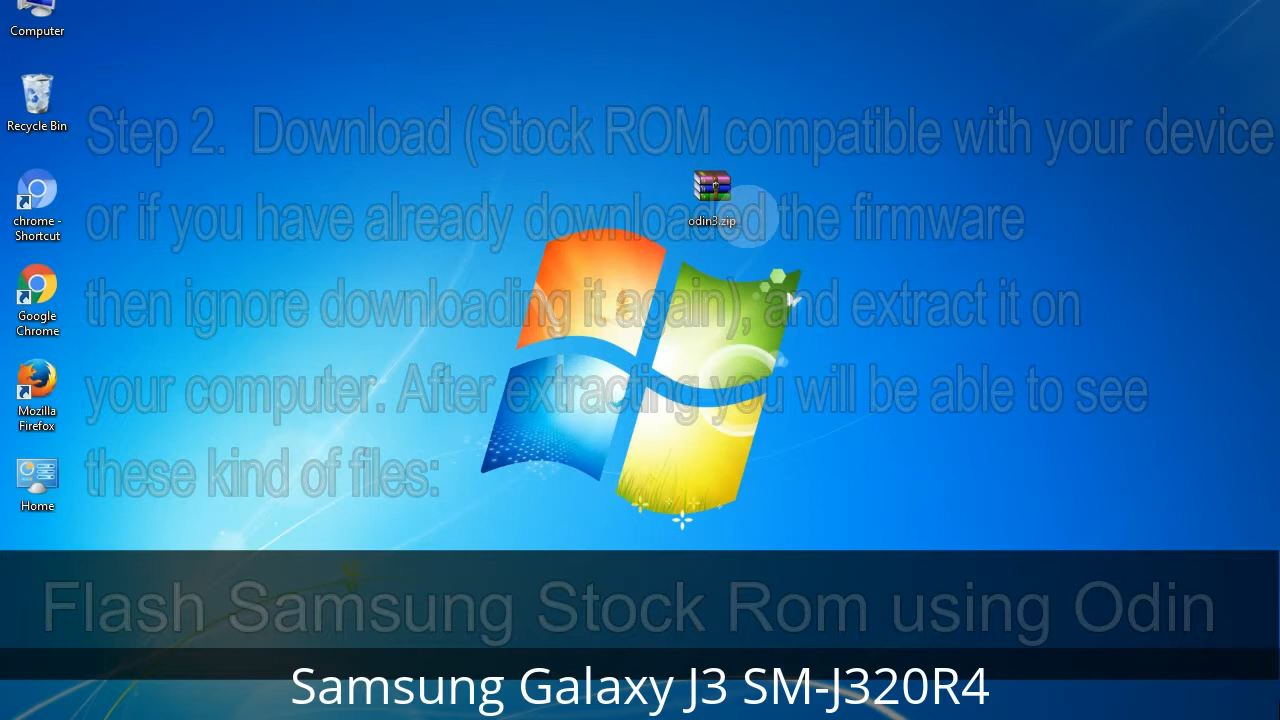 Computer
Recycle Bin
chrome -
Shortcut
Google
Chrome
Mozilla
Firefox
Home
odin3.zip
Step 2.  Download (Stock ROM compatible with your device
or if you have already downloaded the firmware
then ignore downloading it again), and extract it on
your computer. After extracting you will be able to see
these kind of files:
Flash Samsung Stock Rom using Odin
Samsung Galaxy J3 SM-J320R4